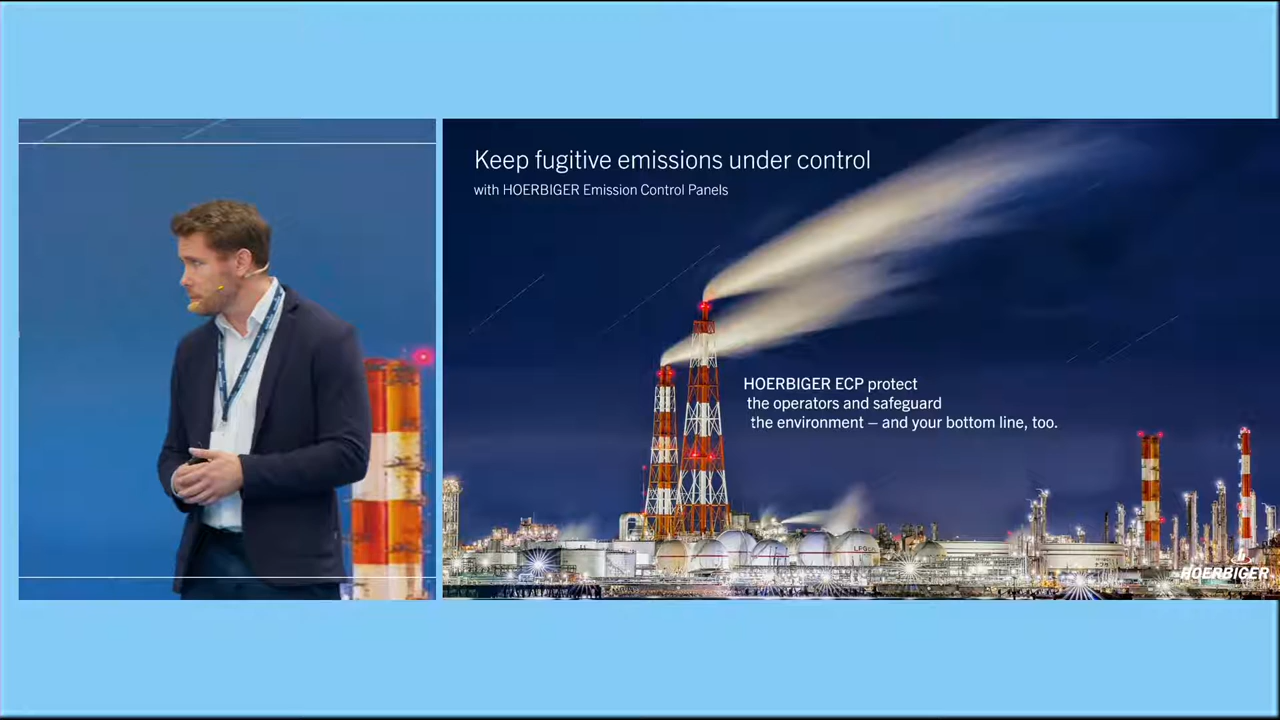 Keep fugitive emissions under control
with HOERBIGER Emission Control Panels
HOERBIGER ECP protect
the operators and safeguard
the environment – and your bottom line, too.
LPG
HOERBIGER